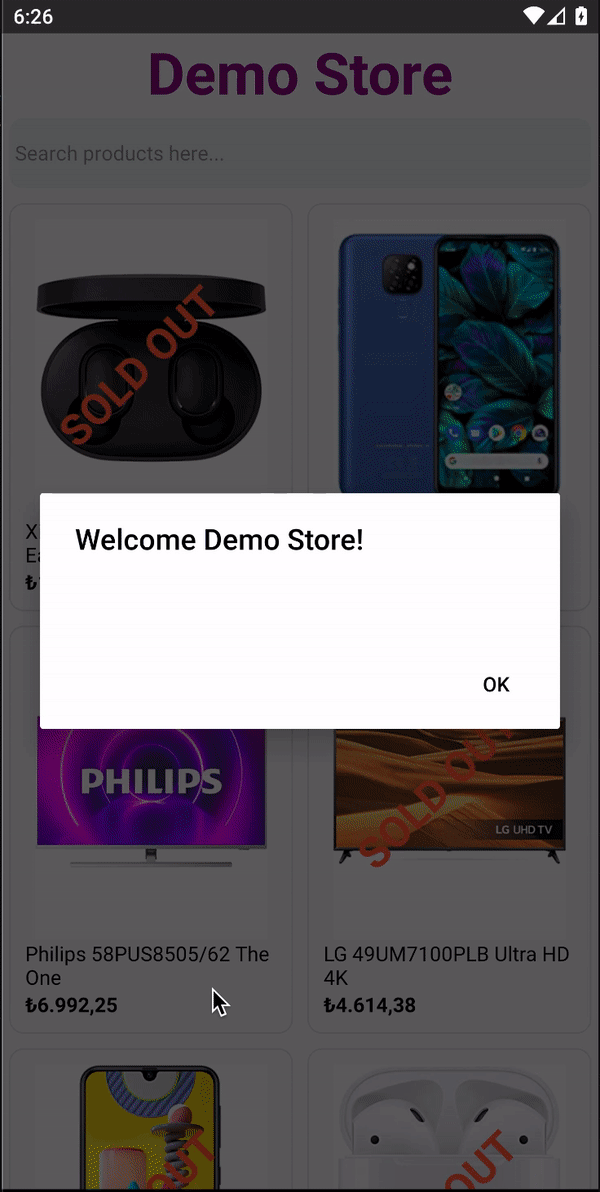 6:26
Demo Store
Search products here...
SOLD OUT
X
Ea
₺
Welcome Demo Store!
OK
PHILIPS
SOLD OUT
LG UHD TV
Philips 58PUS8505/62 The
One
₺6.992,25
LG 49UM7100PLB Ultra HD
4K
₺4.614,38
OUT
OUT